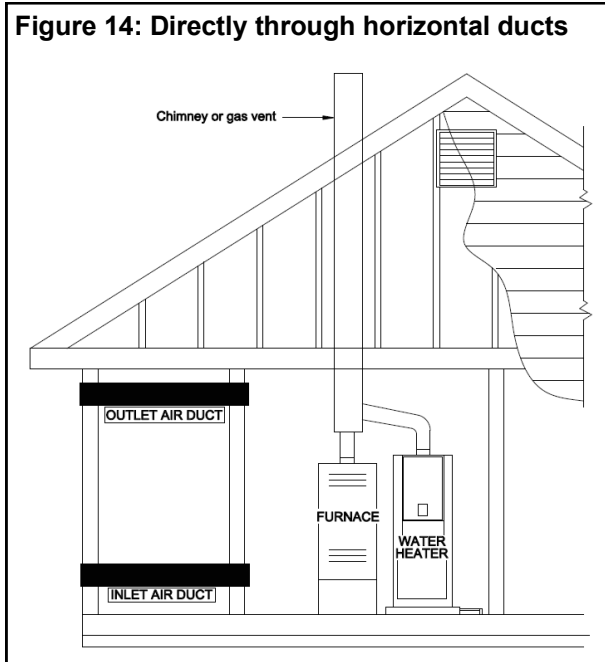 Figure 14: Directly through horizontal ducts
Chimney or gas vent
OUTLET AIR DUCT
FURNACE
WATER
HEATER
INLET AIR DUCT